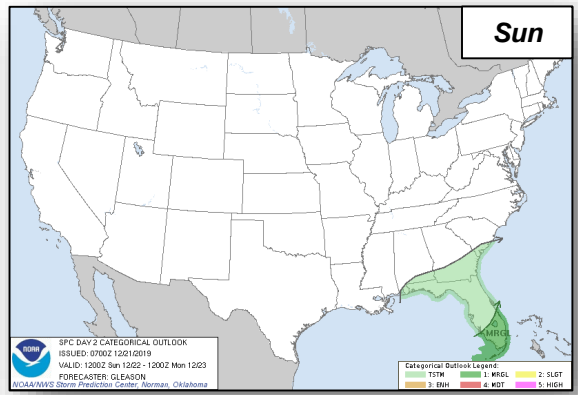 Sun
MRGL
NOAA
SPC DAY 2 CATEGORICAL OUTLOOK
ISSUED: 0700Z 12/21/2019
VALID: 1200Z Sun 12/22 - 1200Z Mon 12/23
FORECASTER: GLEASON
NOAA/NWS Storm Prediction Center, Norman, Oklahoma
Categorical Outlook Legend:
TSTM 1: MRGL 2: SLGT
3: ENH 4: MDT 5: HIGH